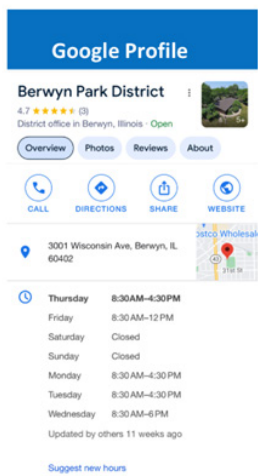 Google Profile
Berwyn Park District
4.7 (3)
District office in Berwyn, Illinois · Open
5+
Overview Photos Reviews About
CALL DIRECTIONS SHARE WEBSITE
3001 Wisconsin Ave, Berwyn, IL
60402
ostco Wholesal
43
31st St
Thursday 8:30AM–4:30PM
Friday 8:30AM–12PM
Saturday Closed
Sunday Closed
Monday 8:30AM–4:30PM
Tuesday 8:30AM–4:30PM
Wednesday 8:30AM–6PM
Updated by others 11 weeks ago
Suggest new hours